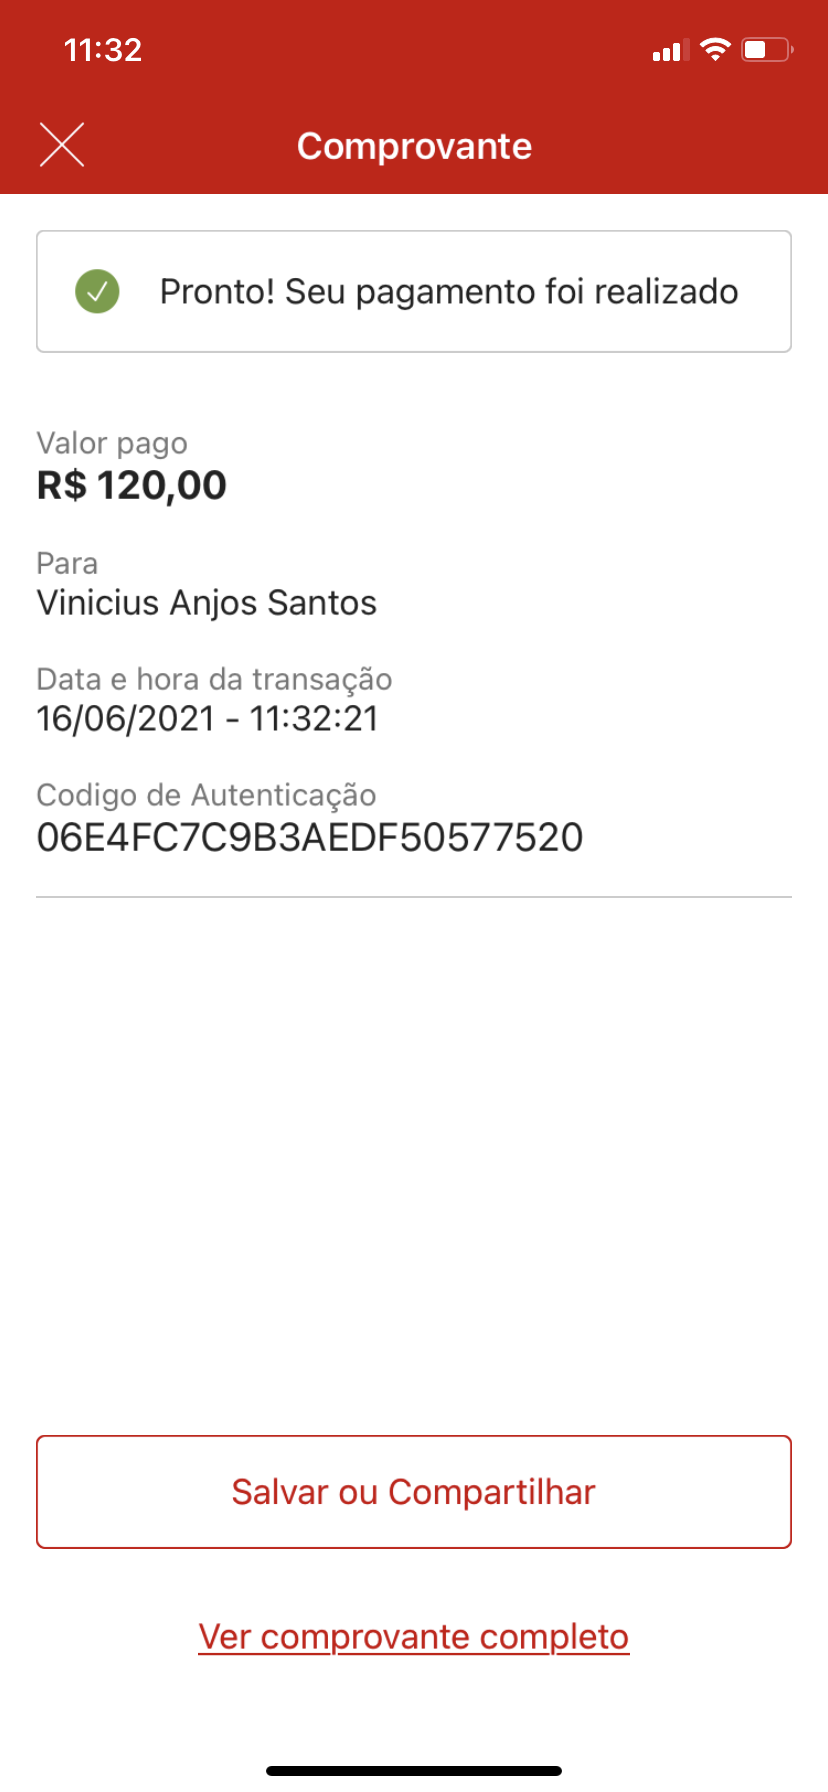 11:32
Comprovante
Pronto! Seu pagamento foi realizado
Valor pago
R$ 120,00
Para
Vinicius Anjos Santos
Data e hora da transação
16/06/2021 - 11:32:21
Codigo de Autenticação
06E4FC7C9B3AEDF50577520
Salvar ou Compartilhar
Ver comprovante completo